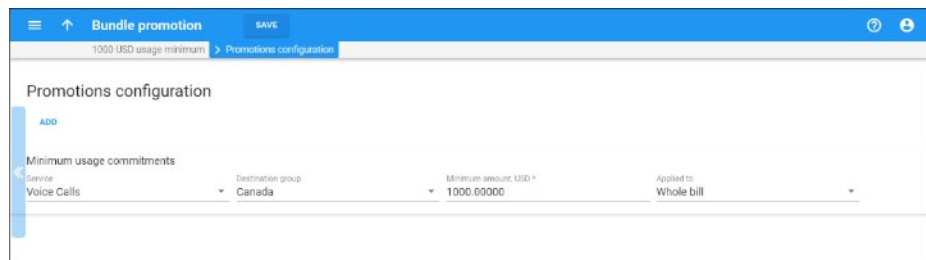 Bundle promotion SAVE
1000 USD usage minimum > Promotions configuration
Promotions configuration
ADD
Minimum usage commitments
Service Destination group Minimum amount, USD * Applied to
Voice Calls Canada 1000.00000 Whole bill